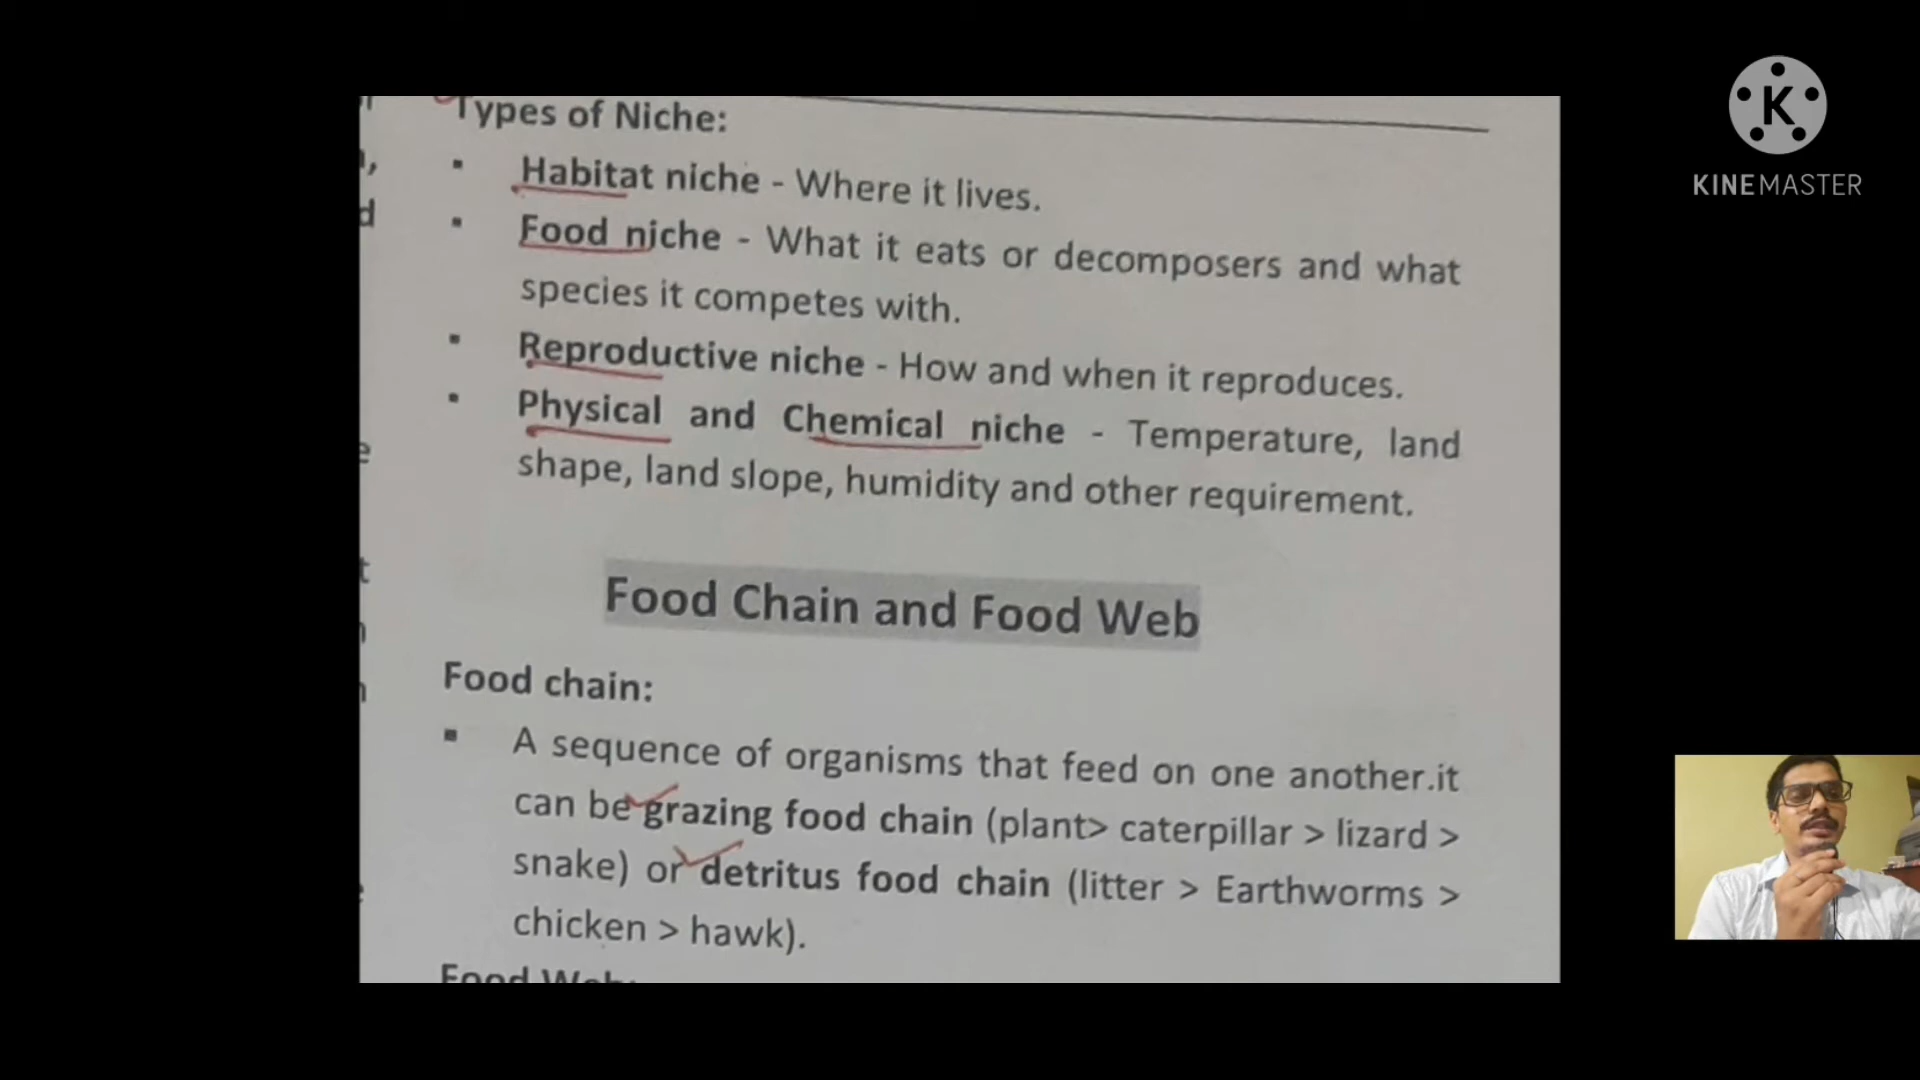 Types of Niche:
▪ Habitat niche - Where it lives.
▪ Food niche - What it eats or decomposers and what
species it competes with.
▪ Reproductive niche - How and when it reproduces.
▪ Physical and Chemical niche - Temperature, land
shape, land slope, humidity and other requirement.
Food Chain and Food Web
Food chain:
▪ A sequence of organisms that feed on one another.it
can be grazing food chain (plant> caterpillar > lizard >
snake) or detritus food chain (litter > Earthworms >
chicken > hawk).
Food Web:
K
KINEMASTER